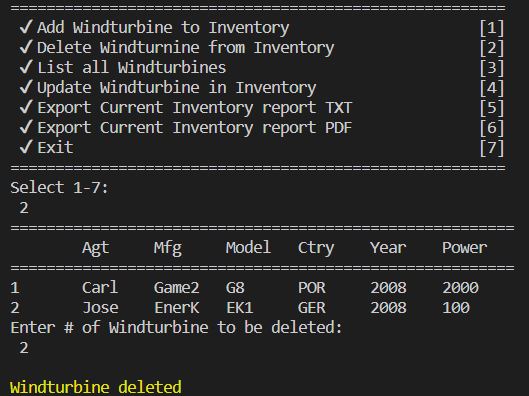 =======================================================
✓Add Windturbine to Inventory [1]
✓Delete Windturnine from Inventory [2]
✓List all Windturbines [3]
✓Update Windturbine in Inventory [4]
✓Export Current Inventory report TXT [5]
✓Export Current Inventory report PDF [6]
✓Exit [7]
=======================================================
Select 1-7:
2
========================================================
Agt Mfg Model Ctry Year Power
========================================================
1 Carl Game2 G8 POR 2008 2000
2 Jose EnerK EK1 GER 2008 100
Enter # of Windturbine to be deleted:
2
Windturbine deleted